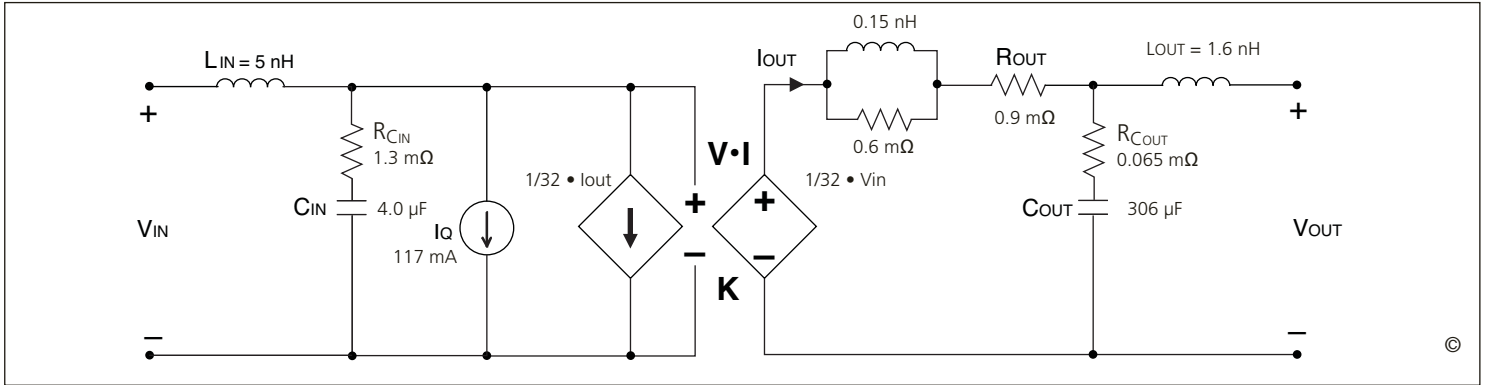 0.15 nH
LIN = 5 nH
IOUT
ROUT
LOUT = 1.6 nH
+
+
RCIN
1.3 mΩ
0.6 mΩ
0.9 mΩ
RCOUT
0.065 mΩ
V•I
1/32 • Iout
1/32 • Vin
+
+
CIN
4.0 µF
COUT
306 µF
VIN
IQ
117 mA
VOUT
–
–
K
–
–
©